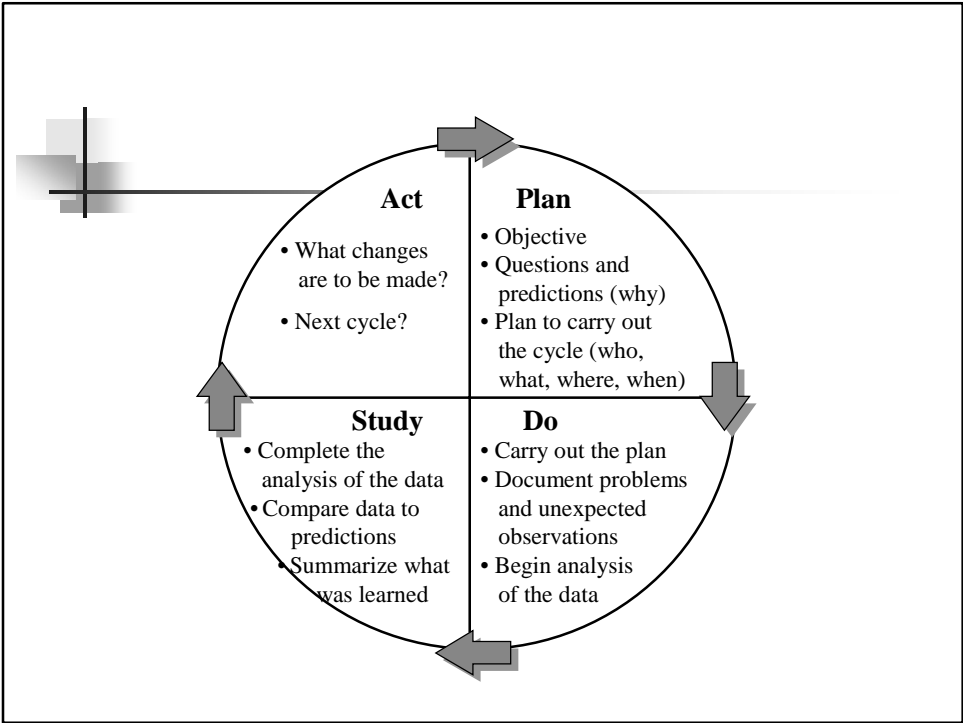 Act
• What changes
are to be made?
• Next cycle?
Plan
• Objective
• Questions and
predictions (why)
• Plan to carry out
the cycle (who,
what, where, when)
Study
• Complete the
analysis of the data
• Compare data to
predictions
• Summarize what
was learned
Do
• Carry out the plan
• Document problems
and unexpected
observations
• Begin analysis
of the data